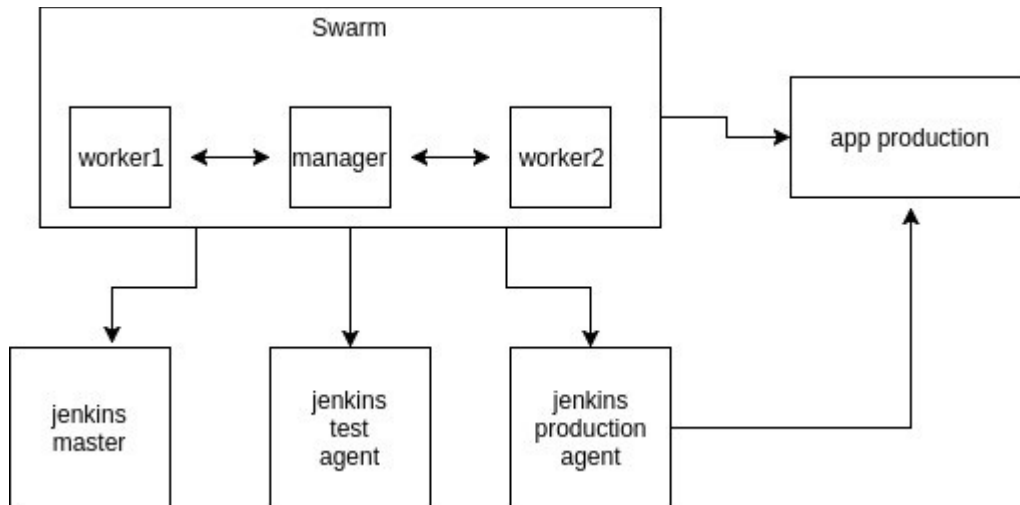 Swarm
worker1
manager
worker2
app production
jenkins
master
jenkins
test
agent
jenkins
production
agent